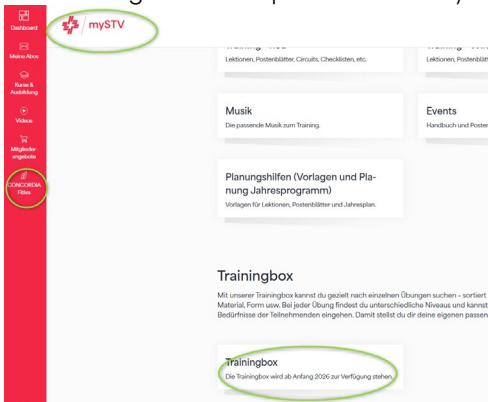 Dashboard
Meine Abos
Kurse &
Ausbildung
Videos
Mitglieder-
angebote
CONCORDIA
Fitles
mySTV
Lektionen, Postenblätter, Circuits, Checklisten, etc.
Lektionen, Postenblätt
Musik
Die passende Musik zum Training.
Events
Handbuch und Poster
Planungshilfen (Vorlagen und Pla-
nung Jahresprogramm)
Vorlagen für Lektionen, Postenblätter und Jahresplan.
Trainingbox
Mit unserer Trainingbox kannst du gezielt nach einzelnen Übungen suchen – sortiert
Material, Form usw. Bei jeder Übung findest du unterschiedliche Niveaus und kannst
Bedürfnisse der Teilnehmenden eingehen. Damit stellst du dir deine eigenen passen
Trainingbox
Die Trainingbox wird ab Anfang 2026 zur Verfügung stehen.